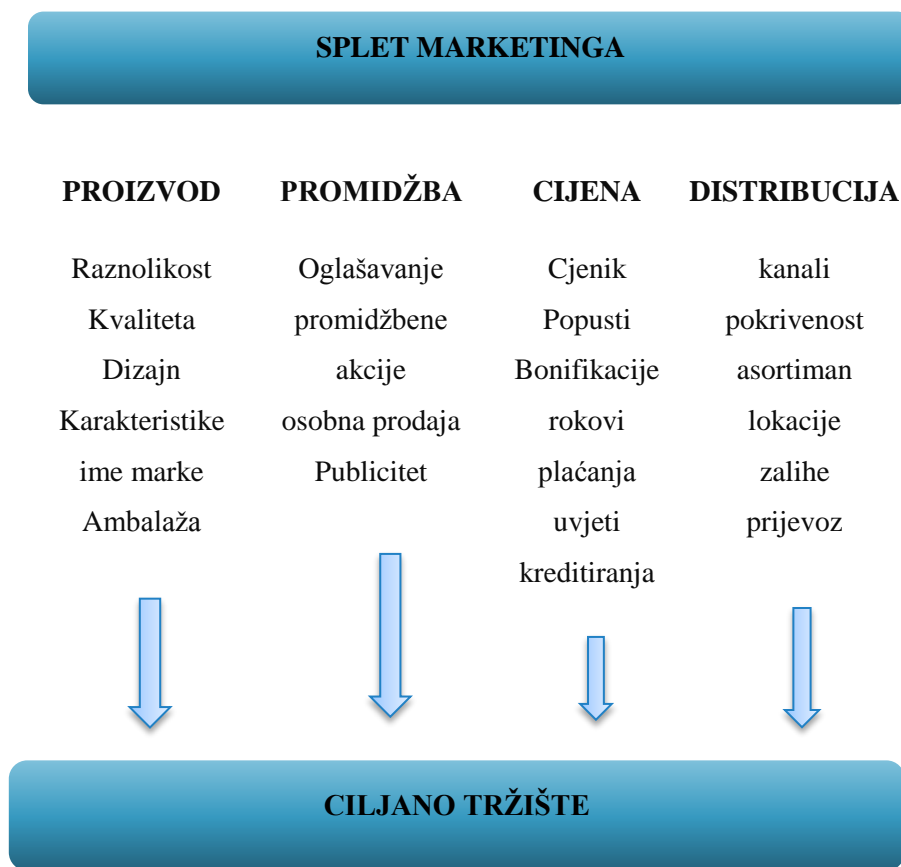 SPLET MARKETINGA
PROIZVOD
Raznolikost
Kvaliteta
Dizajn
Karakteristike
ime marke
Ambalaža
PROMIDŽBA
Oglašavanje
promidžbene
akcije
osobna prodaja
Publicitet
CIJENA
Cjenik
Popusti
Bonifikacije
rokovi
plaćanja
uvjeti
kreditiranja
DISTRIBUCIJA
kanali
pokrivenost
asortiman
lokacije
zalihe
prijevoz
CILJANO TRŽIŠTE